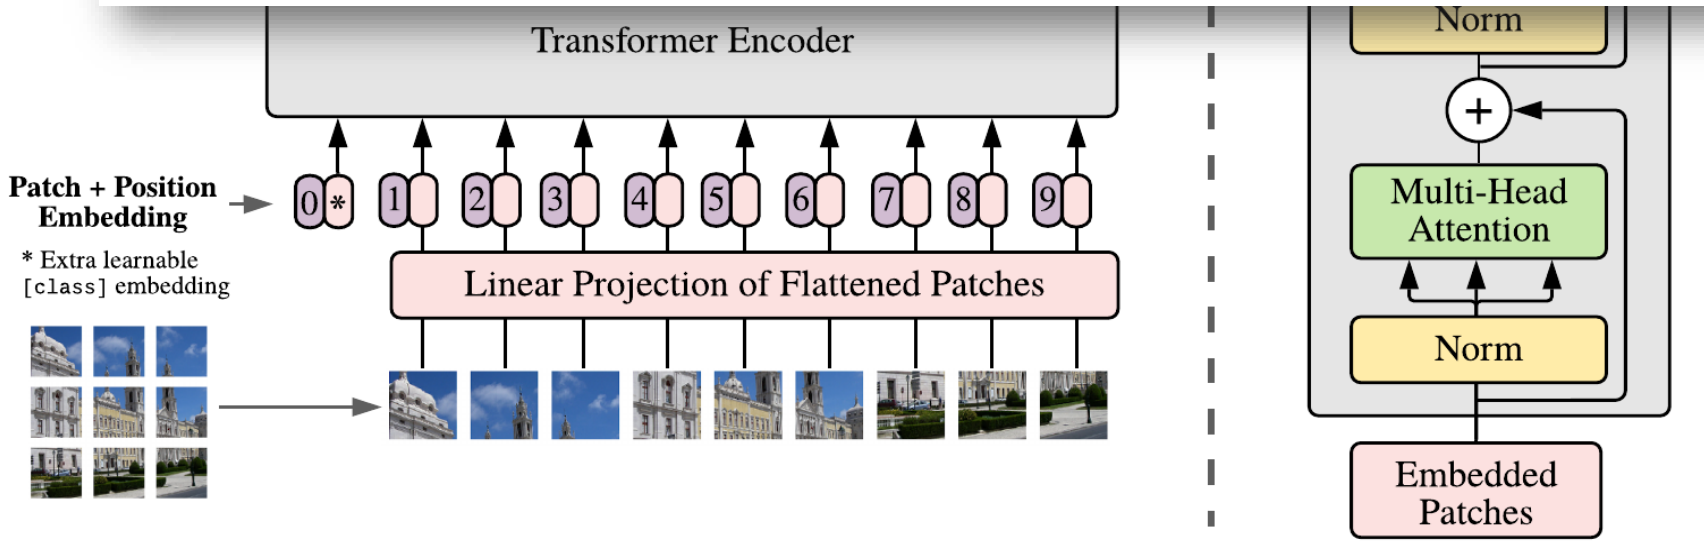 Transformer Encoder
Patch + Position
Embedding
0 * 1 2 3 4 5 6 7 8 9
* Extra learnable
[class] embedding
Linear Projection of Flattened Patches
Norm
+
Multi-Head
Attention
Norm
Embedded
Patches